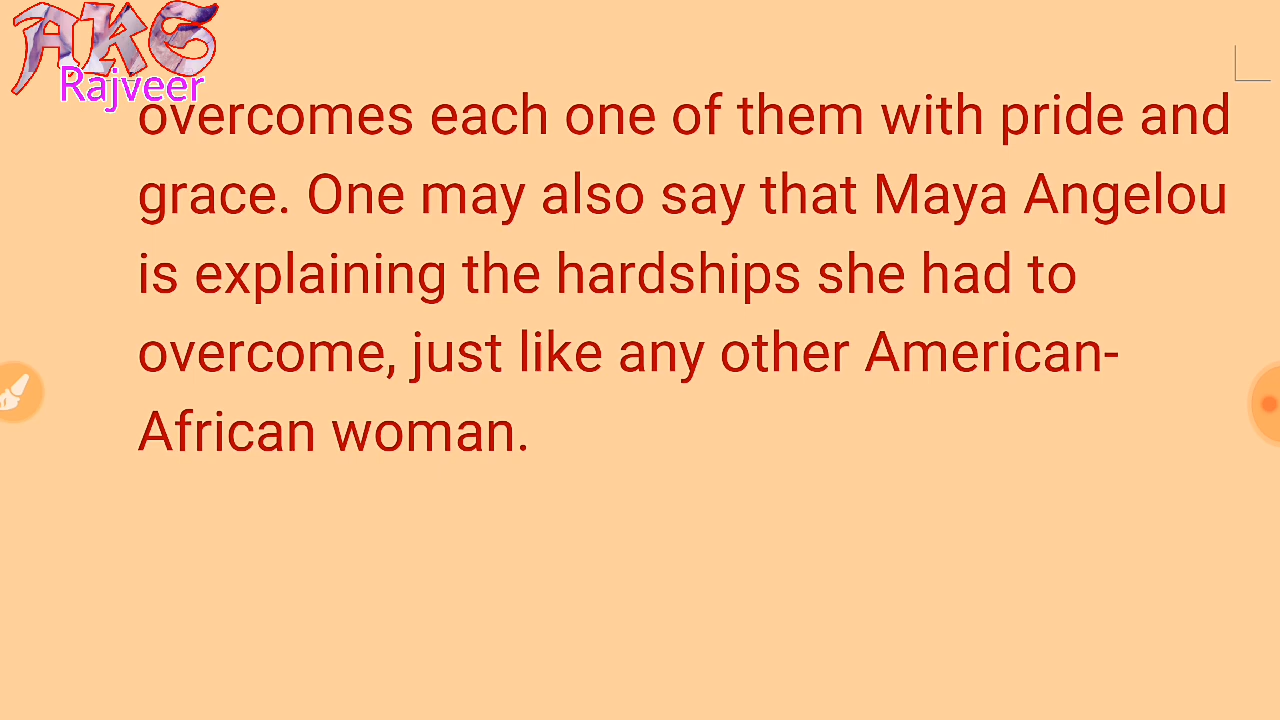 AKS
Rajveer
overcomes each one of them with pride and
grace. One may also say that Maya Angelou
is explaining the hardships she had to
overcome, just like any other American-
African woman.